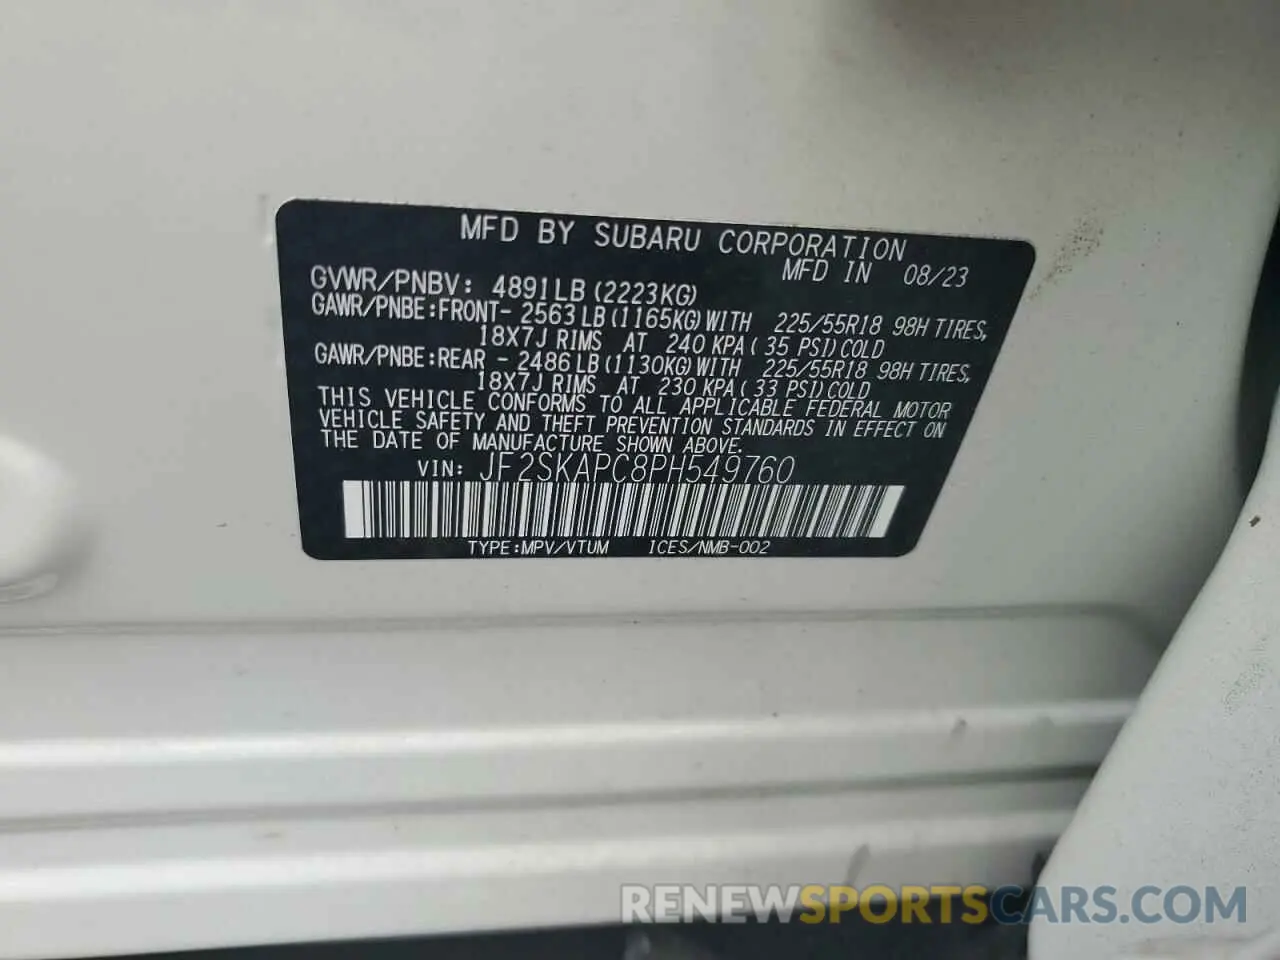 MFD BY SUBARU CORPORATION
MFD IN 08/23
GVWR/PNBV: 4891LB (2223KG)
GAWR/PNBE:FRONT- 2563 LB (1165KG) WITH 225/55R18 98H TIRES,
18X7J RIMS AT 240 KPA ( 35 PSI) COLD
GAWR/PNBE:REAR - 2486 LB (1130KG) WITH 225/55R18 98H TIRES,
18X7J RIMS AT 230 KPA ( 33 PSI) COLD
THIS VEHICLE CONFORMS TO ALL APPLICABLE FEDERAL MOTOR
VEHICLE SAFETY AND THEFT PREVENTION STANDARDS IN EFFECT ON
THE DATE OF MANUFACTURE SHOWN ABOVE.
VIN: JF2SKAPC8PH549760
TYPE:MPV/VTUM ICES/NMB-002
RENEWSPORTSCARS.COM